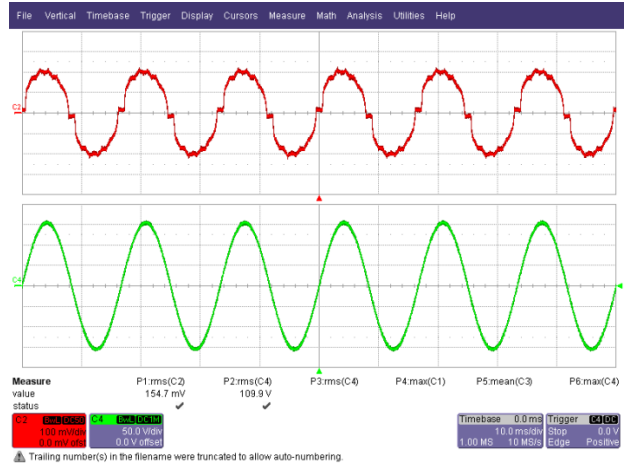 File Vertical Timebase Trigger Display Cursors Measure Math Analysis Utilities Help
C2
C4
Measure P1:rms(C2) P2:rms(C4) P3:rms(C4) P4:max(C1) P5:mean(C3) P6:max(C4)
value 154.7 mV 109.9 V
status
C2 BwL DC50 C4 BwL DC1M Timebase 0.0 ms Trigger C4 DC
100 mV/div 50.0 V/div 10.0 ms/div Stop 0.0 V
0.0 mV ofst 0.0 V offset 1.00 MS 10 MS/s Edge Positive
Trailing number(s) in the filename were truncated to allow auto-numbering.